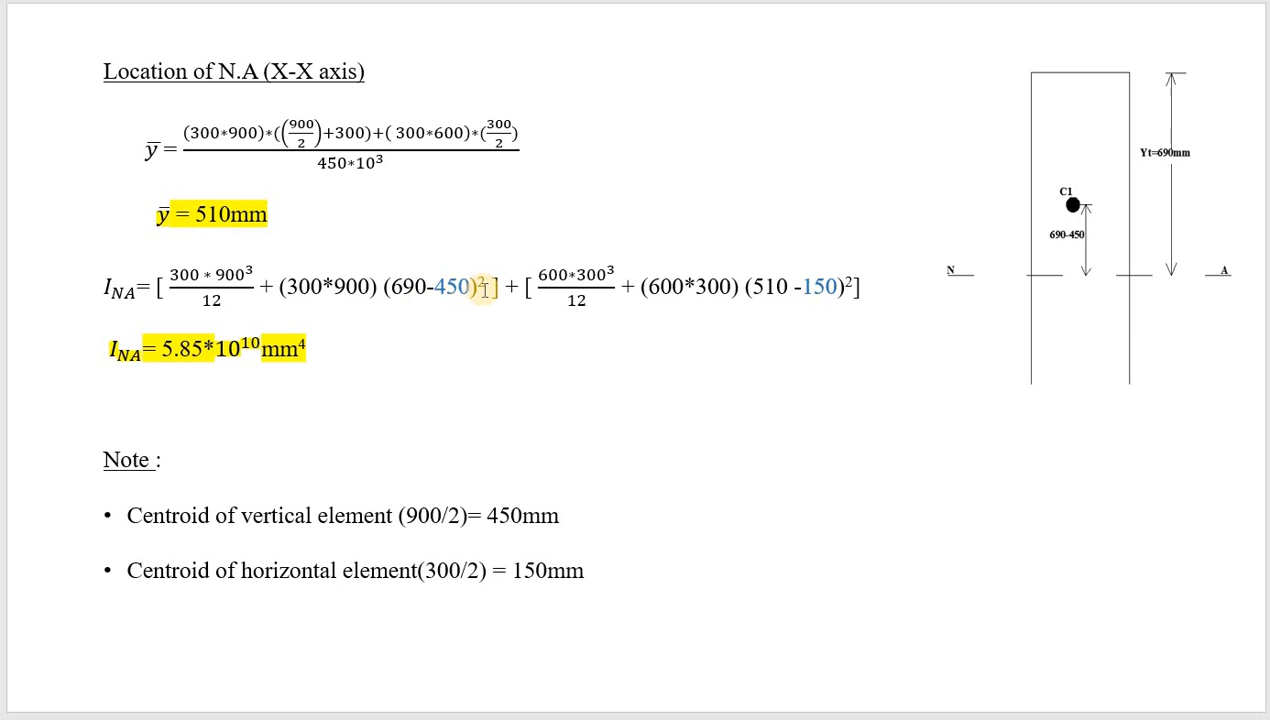 Location of N.A (X-X axis)
y̅ = ((300*900)*((900/2)+300)+( 300*600)*(300/2)) / (450*10³)
y̅ = 510mm
I_NA= [ (300 * 900³)/12 + (300*900) (690-450)²] + [ (600*300³)/12 + (600*300) (510 -150)²]
I_NA= 5.85*10¹⁰mm⁴
Note :
• Centroid of vertical element (900/2)= 450mm
• Centroid of horizontal element(300/2) = 150mm
Yt=690mm
C1
690-450
N A